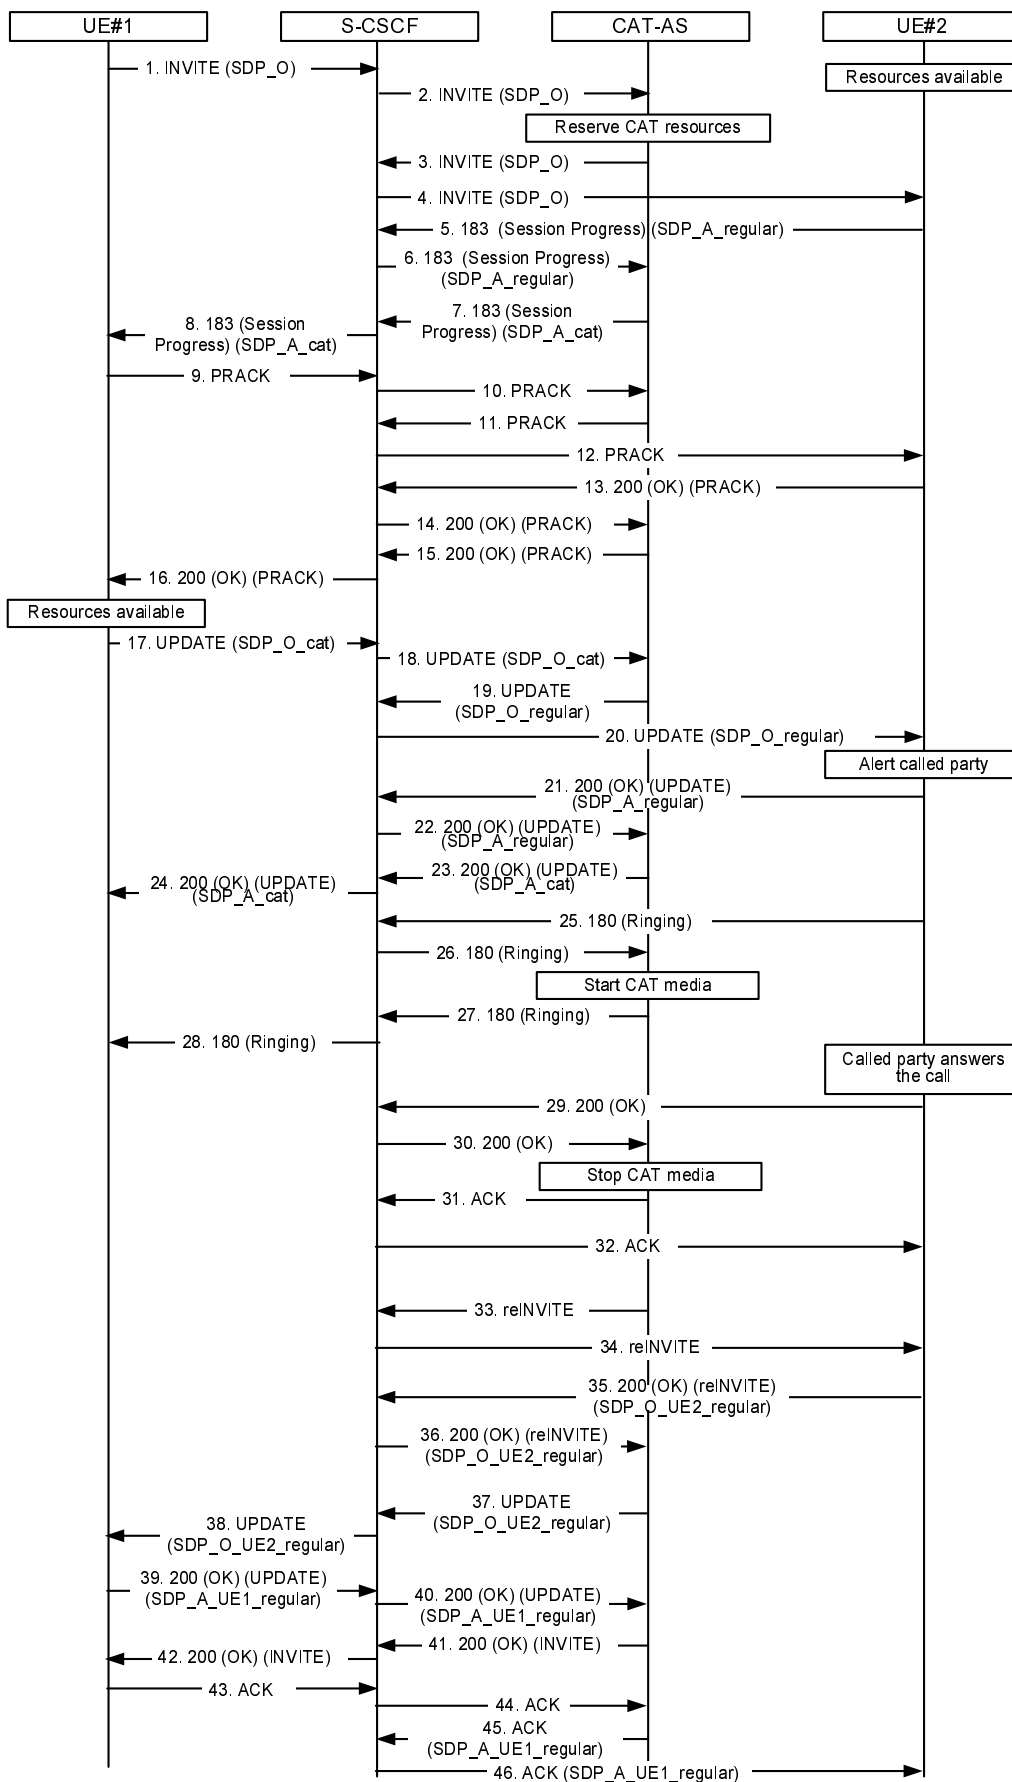 UE#1
S-CSCF
CAT-AS
UE#2
1. INVITE (SDP_O)
Resources available
2. INVITE (SDP_O)
Reserve CAT resources
3. INVITE (SDP_O)
4. INVITE (SDP_O)
5. 183 (Session Progress) (SDP_A_regular)
6. 183 (Session Progress)
(SDP_A_regular)
7. 183 (Session
Progress) (SDP_A_cat)
8. 183 (Session
Progress) (SDP_A_cat)
9. PRACK
10. PRACK
11. PRACK
12. PRACK
13. 200 (OK) (PRACK)
14. 200 (OK) (PRACK)
15. 200 (OK) (PRACK)
16. 200 (OK) (PRACK)
Resources available
17. UPDATE (SDP_O_cat)
18. UPDATE (SDP_O_cat)
19. UPDATE
(SDP_O_regular)
20. UPDATE (SDP_O_regular)
Alert called party
21. 200 (OK) (UPDATE)
(SDP_A_regular)
22. 200 (OK) (UPDATE)
(SDP_A_regular)
23. 200 (OK) (UPDATE)
(SDP_A_cat)
24. 200 (OK) (UPDATE)
(SDP_A_cat)
25. 180 (Ringing)
26. 180 (Ringing)
Start CAT media
27. 180 (Ringing)
28. 180 (Ringing)
Called party answers
the call
29. 200 (OK)
30. 200 (OK)
Stop CAT media
31. ACK
32. ACK
33. reINVITE
34. reINVITE
35. 200 (OK) (reINVITE)
(SDP_O_UE2_regular)
36. 200 (OK) (reINVITE)
(SDP_O_UE2_regular)
37. UPDATE
(SDP_O_UE2_regular)
38. UPDATE
(SDP_O_UE2_regular)
39. 200 (OK) (UPDATE)
(SDP_A_UE1_regular)
40. 200 (OK) (UPDATE)
(SDP_A_UE1_regular)
41. 200 (OK) (INVITE)
42. 200 (OK) (INVITE)
43. ACK
44. ACK
45. ACK
(SDP_A_UE1_regular)
46. ACK (SDP_A_UE1_regular)